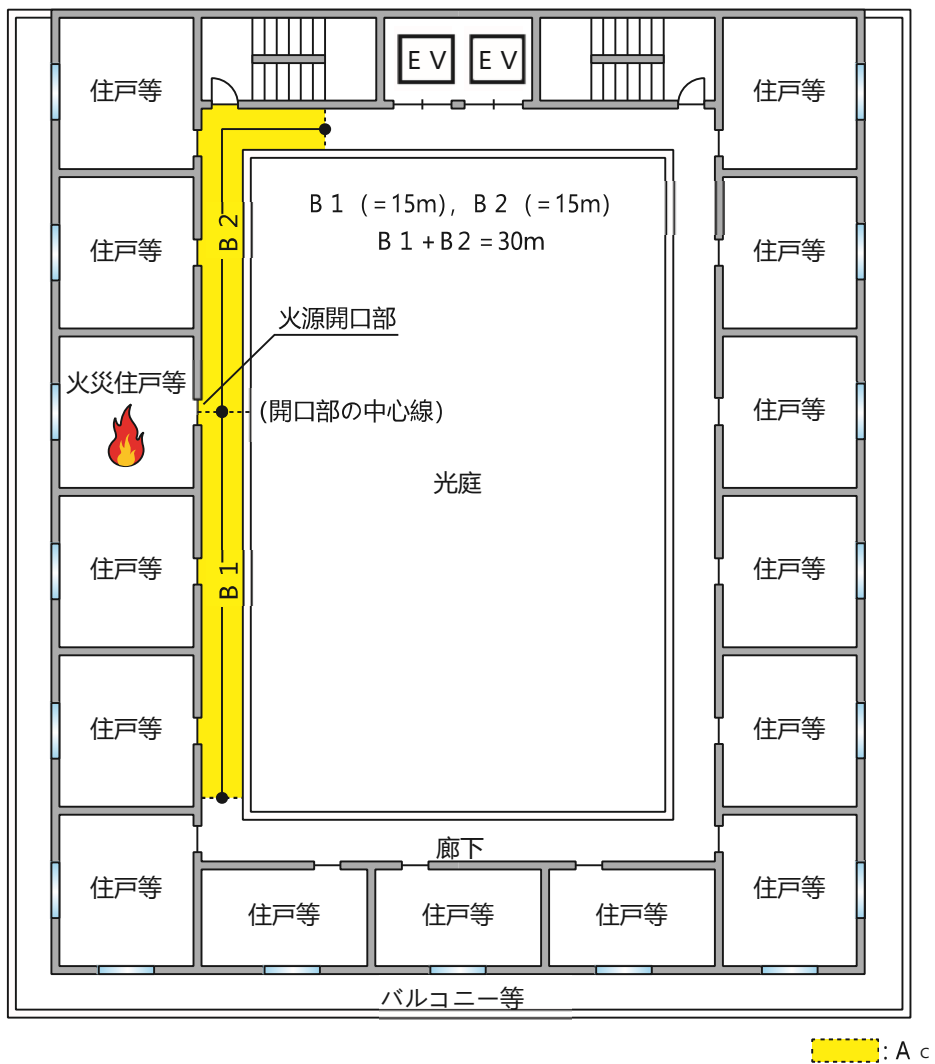 ＥＶ ＥＶ
住戸等 住戸等
Ｂ１（＝15m），Ｂ２（＝15m）
Ｂ１＋Ｂ２＝30m
Ｂ２
住戸等 住戸等
火源開口部
火災住戸等 住戸等
(開口部の中心線)
光庭
住戸等 住戸等
Ｂ１
住戸等 住戸等
廊下
住戸等 住戸等
住戸等 住戸等 住戸等
バルコニー等
：Ａｃ